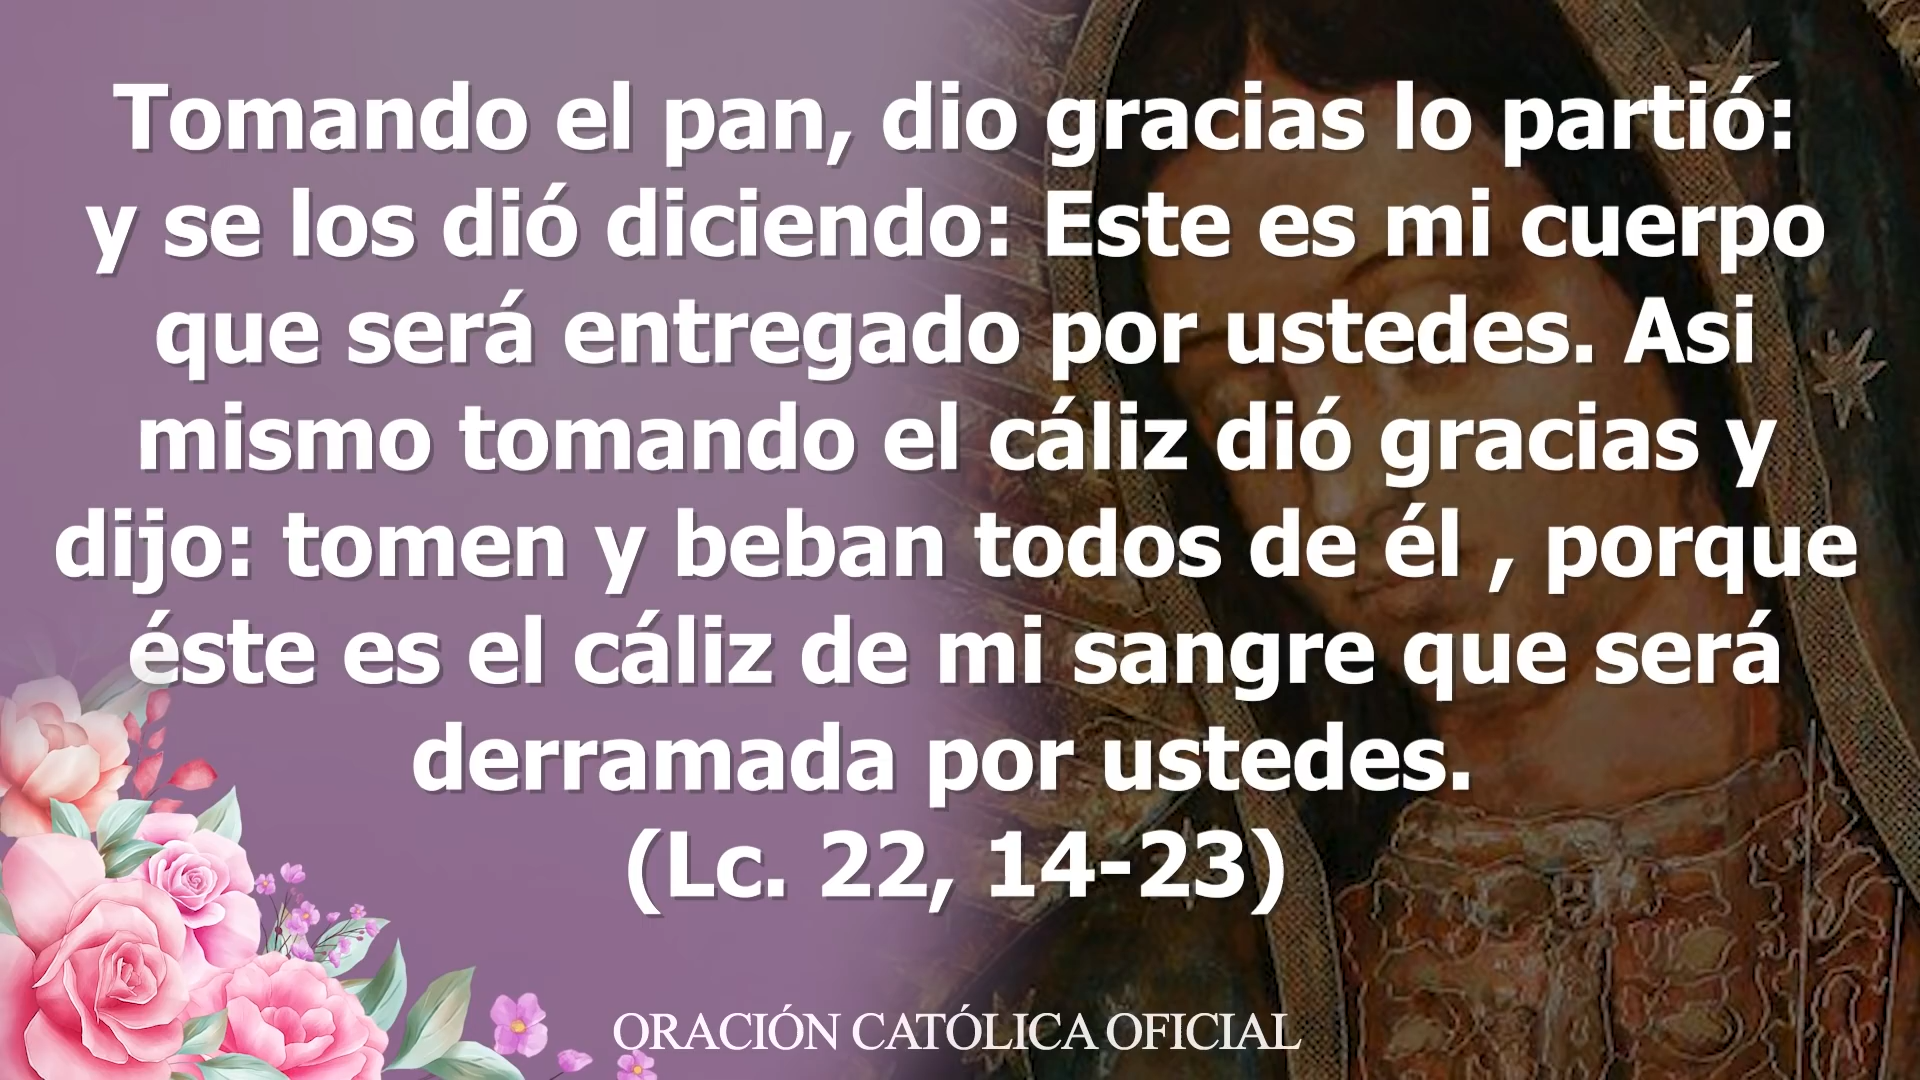 Tomando el pan, dio gracias lo partió:
y se los dió diciendo: Este es mi cuerpo
que será entregado por ustedes. Asi
mismo tomando el cáliz dió gracias y
dijo: tomen y beban todos de él , porque
éste es el cáliz de mi sangre que será
derramada por ustedes.
(Lc. 22, 14-23)
ORACIÓN CATÓLICA OFICIAL